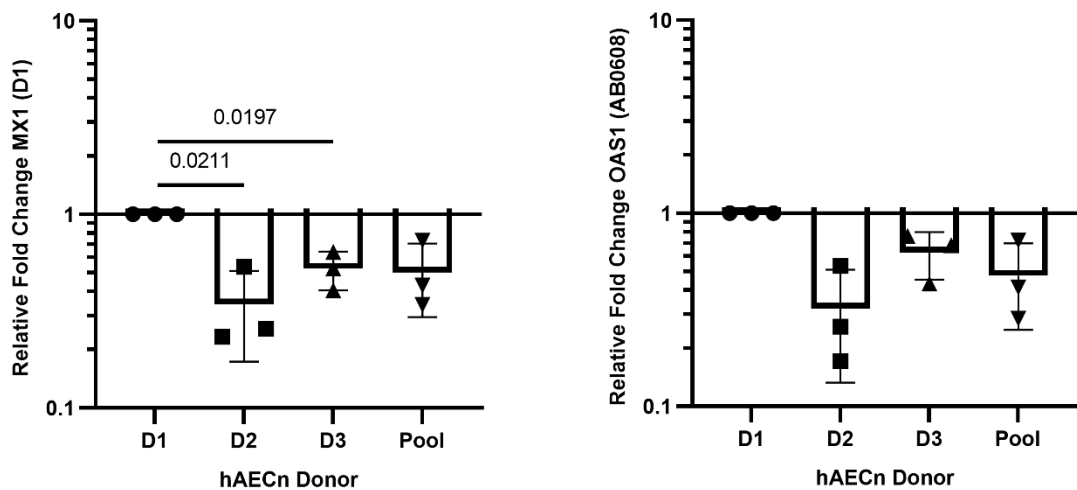 Relative Fold Change MX1 (D1)
10
1
0.1
0.0197
0.0211
D1 D2 D3 Pool
hAECn Donor
Relative Fold Change OAS1 (AB0608)
10
1
0.1
D1 D2 D3 Pool
hAECn Donor